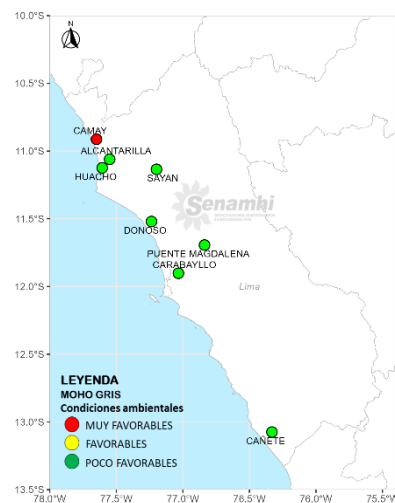 10.0°S
N
10.5°S
CAMAY
11.0°S
ALCANTARILLA
HUACHO
SAYAN
Senamhi
11.5°S
DONOSO
PUENTE MAGDALENA
CARABAYLLO
12.0°S
Lima
12.5°S
LEYENDA
MOHO GRIS
Condiciones ambientales
MUY FAVORABLES
FAVORABLES
POCO FAVORABLES
13.0°S
CAÑETE
13.5°S
78.0°W 77.5°W 77.0°W 76.5°W 76.0°W 75.5°W